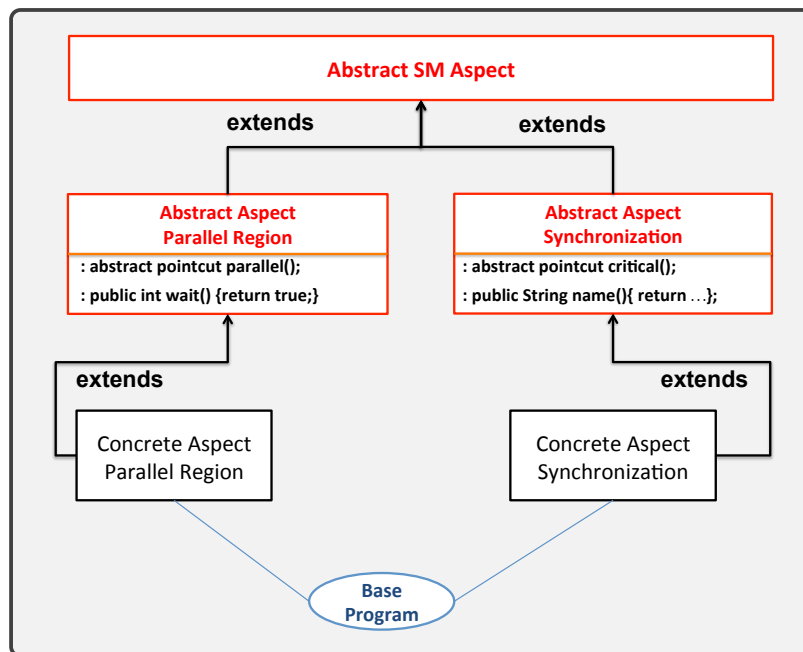 Abstract SM Aspect
extends
extends
Abstract Aspect
Parallel Region
: abstract pointcut parallel();
: public int wait() {return true;}
Abstract Aspect
Synchronization
: abstract pointcut critical();
: public String name(){ return …};
extends
extends
Concrete Aspect
Parallel Region
Concrete Aspect
Synchronization
Base
Program